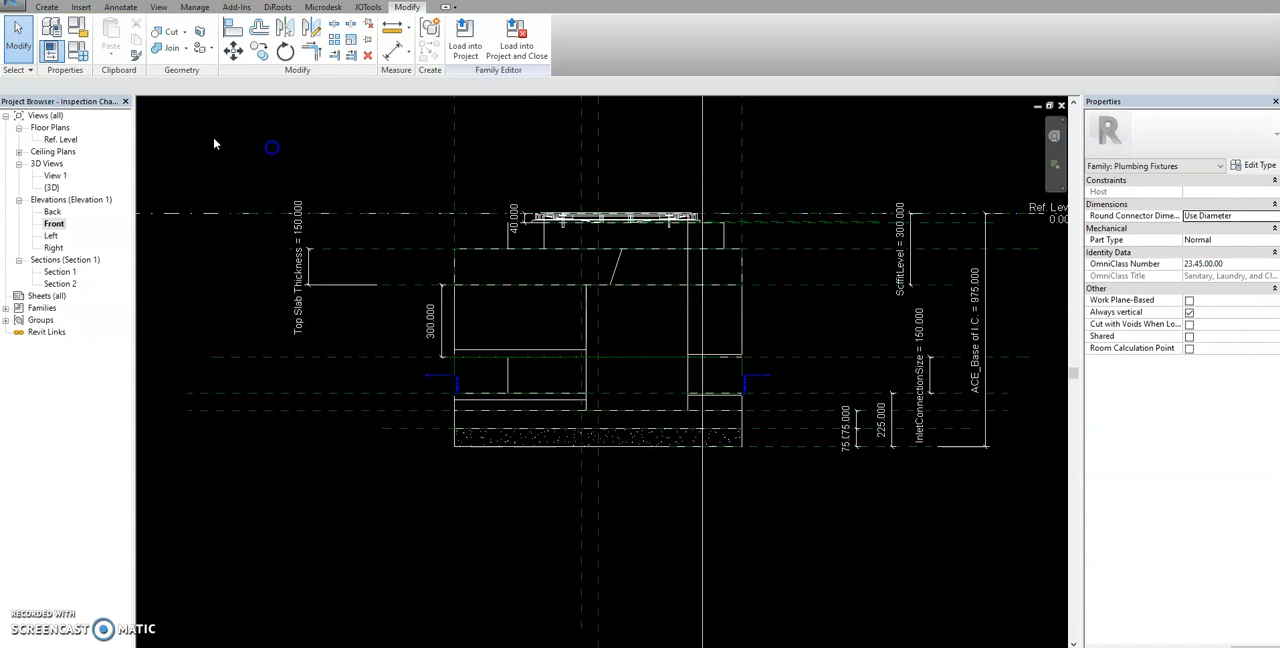 Create Insert Annotate View Manage Add-Ins DiRoots Microdesk JOTools Modify
Modify
Paste
Cut
Join
Load into Project
Load into Project and Close
Select Properties Clipboard Geometry Modify Measure Create Family Editor
Project Browser - Inspection Cha...
Views (all)
Floor Plans
Ref. Level
Ceiling Plans
3D Views
View 1
{3D}
Elevations (Elevation 1)
Back
Front
Left
Right
Sections (Section 1)
Section 1
Section 2
Sheets (all)
Families
Groups
Revit Links
Top Slab Thickness = 150.000
300.000
40.000
SoffitLevel = 300.000
ACE_Base of I.C. = 975.000
InletConnectionSize = 150.000
225.000
75.000
Ref. Lev
0.00
Properties
R
Family: Plumbing Fixtures
Edit Type
Constraints
Host
Dimensions
Round Connector Dime... Use Diameter
Mechanical
Part Type Normal
Identity Data
OmniClass Number 23.45.00.00
OmniClass Title Sanitary, Laundry, and Cl...
Other
Work Plane-Based
Always vertical
Cut with Voids When Lo...
Shared
Room Calculation Point
RECORDED WITH
SCREENCAST MATIC